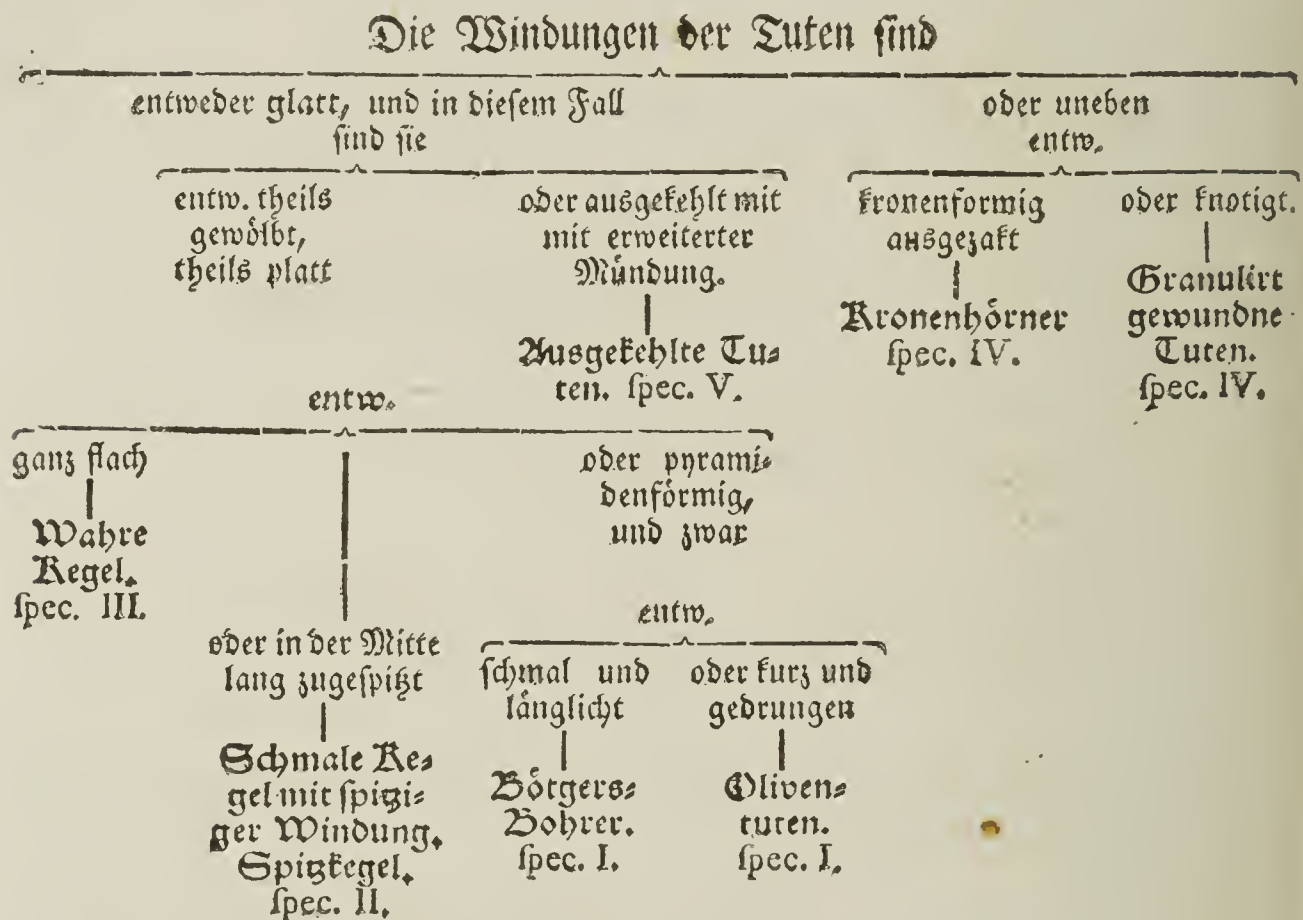 Die Windungen der Tuten sind
entweder glatt, und in diesem Fall
sind sie
oder uneben
entw.
entw. theils
gewölbt,
theils platt
oder ausgekehlt mit
mit erweiterter
Mündung.
Ausgekehlte Tu-
ten. spec. V.
kronenformig
ausgezakt
Kronenhörner
spec. IV.
oder knotigt.
Granulirt
gewundne
Tuten.
spec. IV.
entw.
ganz flach
Wahre
Kegel.
spec. III.
oder in der Mitte
lang zugespitzt
Schmale Ke-
gel mit spitzi-
ger Windung.
Spitzkegel.
spec. II.
oder pyrami-
denförmig,
und zwar
entw.
schmal und
länglicht
Bötgers-
Bohrer.
spec. I.
oder kurz und
gedrungen
Oliven-
tuten.
spec. I.